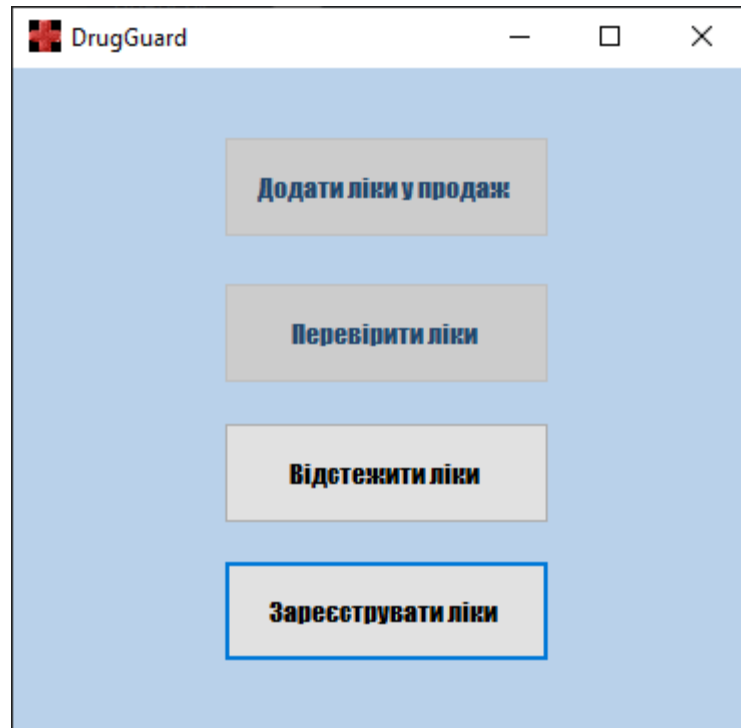 DrugGuard
Додати ліки у продаж
Перевірити ліки
Відстежити ліки
Зареєструвати ліки